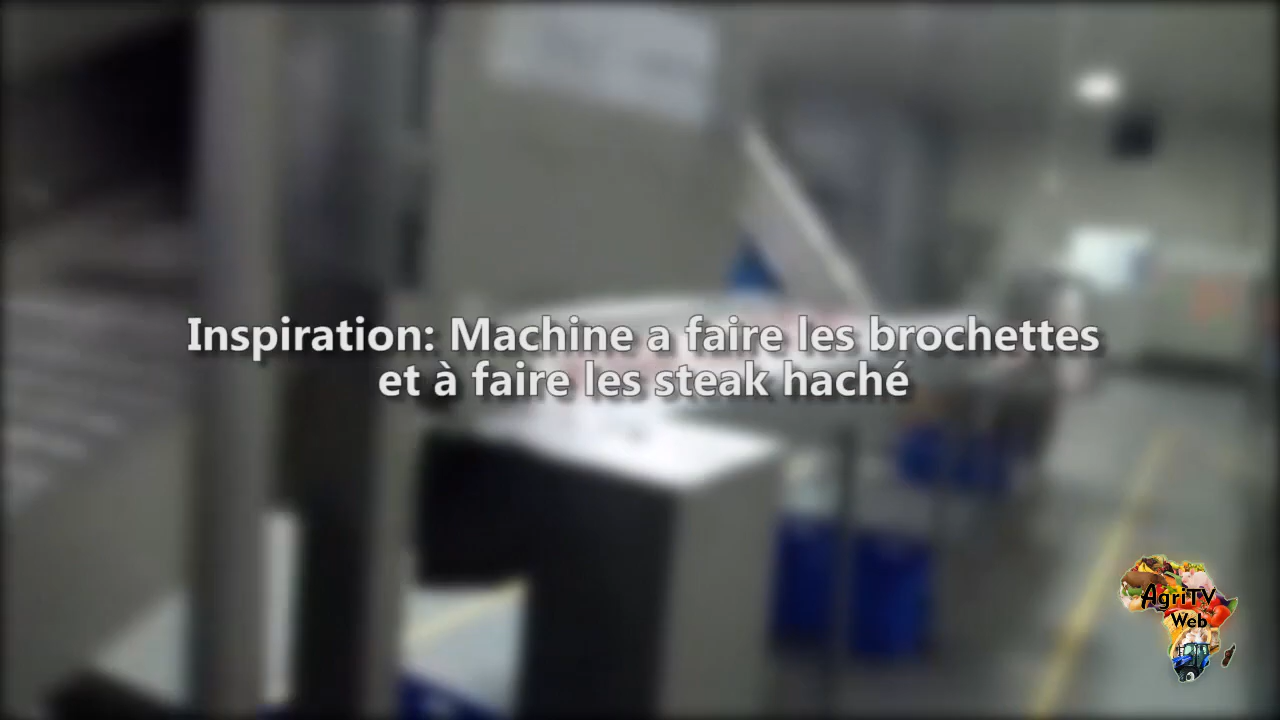 Inspiration: Machine a faire les brochettes
et à faire les steak haché
AgriTV
Web